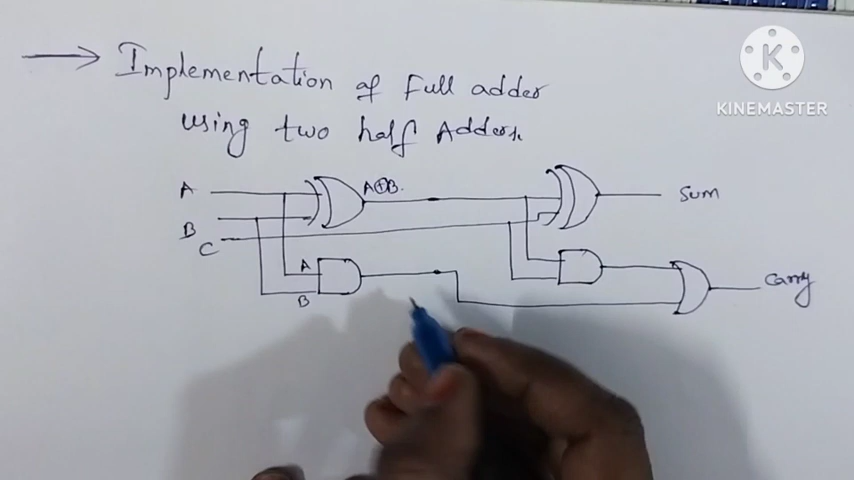 K
KINEMASTER
→ Implementation of Full adder
using two half Adders
A
A⊕B.
Sum
B
C
A
B
Carry